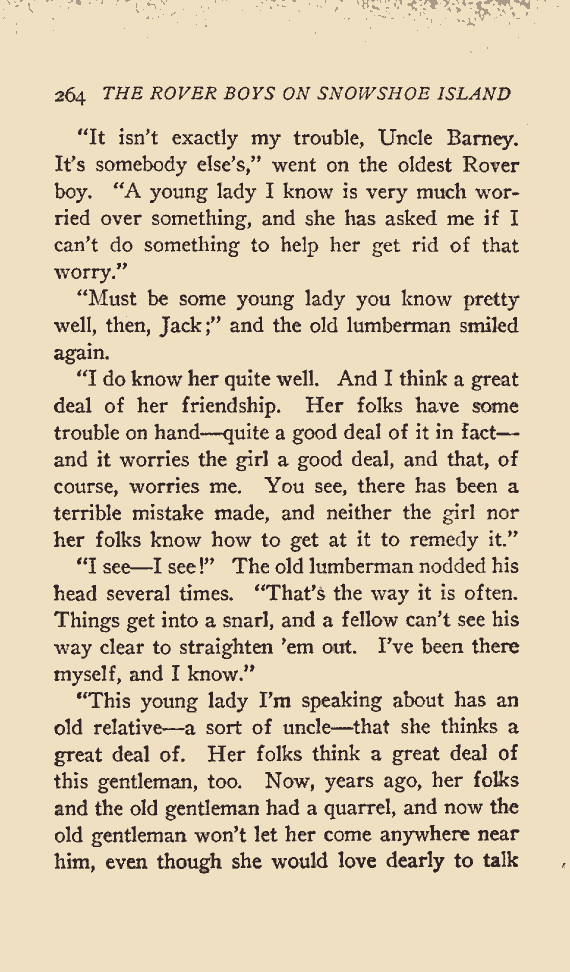 264 THE ROVER BOYS ON SNOWSHOE ISLAND
“It isn’t exactly my trouble, Uncle Barney.
It’s somebody else’s,” went on the oldest Rover
boy. “A young lady I know is very much wor-
ried over something, and she has asked me if I
can’t do something to help her get rid of that
worry.”
“Must be some young lady you know pretty
well, then, Jack;” and the old lumberman smiled
again.
“I do know her quite well. And I think a great
deal of her friendship. Her folks have some
trouble on hand—quite a good deal of it in fact—
and it worries the girl a good deal, and that, of
course, worries me. You see, there has been a
terrible mistake made, and neither the girl nor
her folks know how to get at it to remedy it.”
“I see—I see!” The old lumberman nodded his
head several times. “That’s the way it is often.
Things get into a snarl, and a fellow can’t see his
way clear to straighten ’em out. I’ve been there
myself, and I know.”
“This young lady I’m speaking about has an
old relative—a sort of uncle—that she thinks a
great deal of. Her folks think a great deal of
this gentleman, too. Now, years ago, her folks
and the old gentleman had a quarrel, and now the
old gentleman won’t let her come anywhere near
him, even though she would love dearly to talk